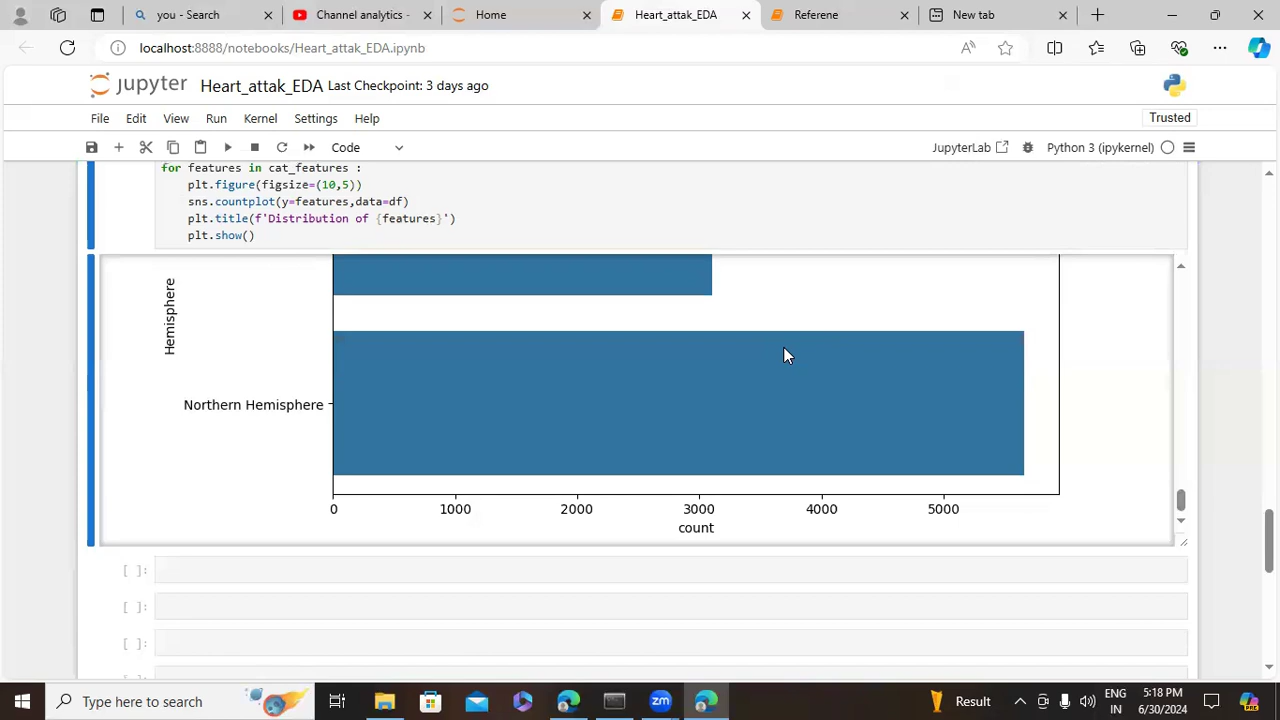 you - Search
Channel analytics -
Home
Heart_attak_EDA
Referene
New tab
localhost:8888/notebooks/Heart_attak_EDA.ipynb
jupyter Heart_attak_EDA Last Checkpoint: 3 days ago
File Edit View Run Kernel Settings Help
Trusted
Code
JupyterLab
Python 3 (ipykernel)
for features in cat_features :
plt.figure(figsize=(10,5))
sns.countplot(y=features,data=df)
plt.title(f'Distribution of {features}')
plt.show()
Hemisphere
Northern Hemisphere
0 1000 2000 3000 4000 5000
count
[ ]:
[ ]:
[ ]:
Type here to search
Result
ENG
IN
5:18 PM
6/30/2024